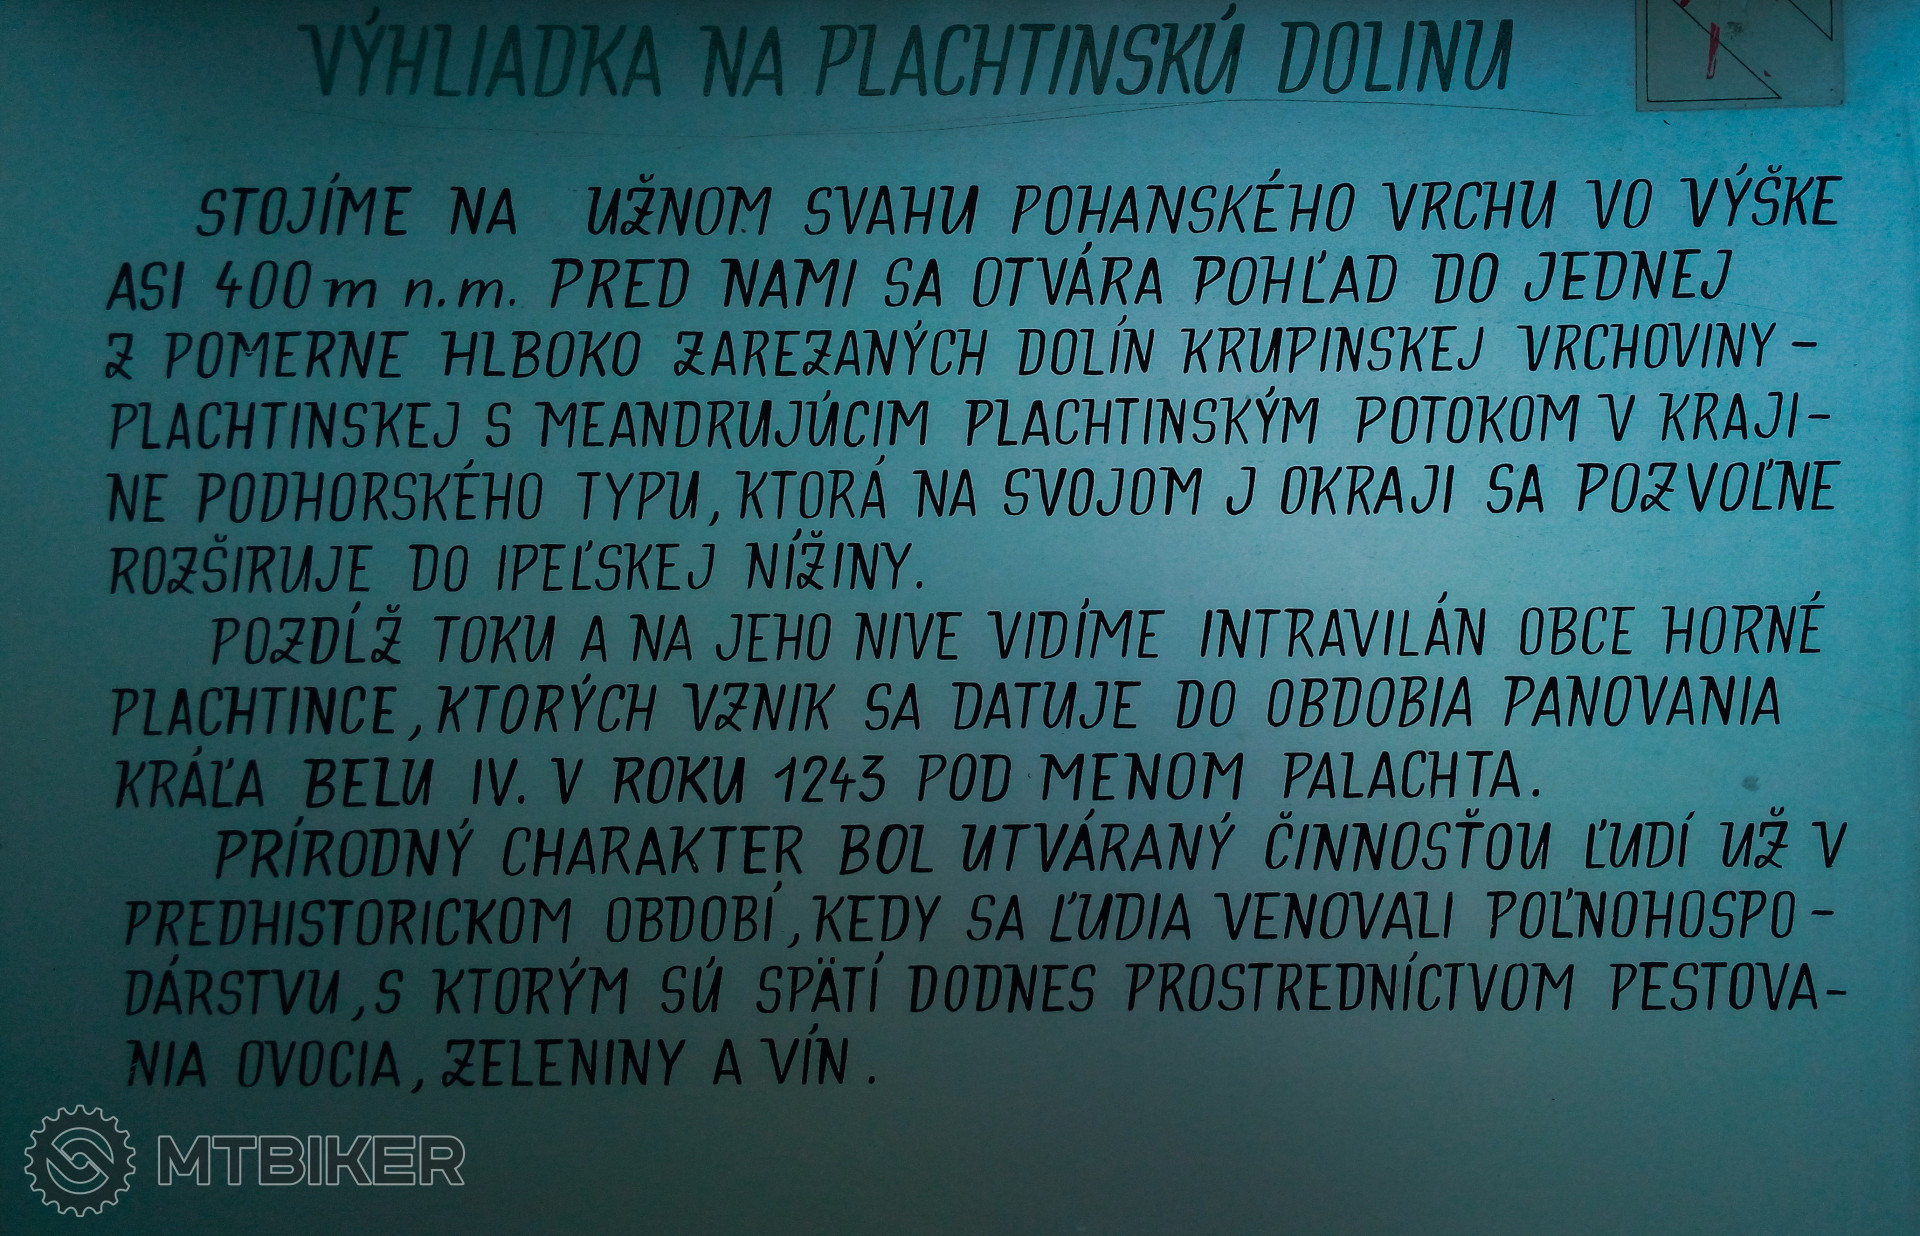 VÝHLIADKA NA PLACHTINSKÚ DOLINU
STOJÍME NA UŽNOM SVAHU POHANSKÉHO VRCHU VO VÝŠKE
ASI 400 m n.m. PRED NAMI SA OTVÁRA POHĽAD DO JEDNEJ
Z POMERNE HLBOKO ZAREZANÝCH DOLÍN KRUPINSKEJ VRCHOVINY –
PLACHTINSKEJ S MEANDRUJÚCIM PLACHTINSKÝM POTOKOM V KRAJI-
NE PODHORSKÉHO TYPU, KTORÁ NA SVOJOM J OKRAJI SA POZVOĽNE
ROZŠIRUJE DO IPEĽSKEJ NÍŽINY.
POZDĹŽ TOKU A NA JEHO NIVE VIDÍME INTRAVILÁN OBCE HORNÉ
PLACHTINCE, KTORÝCH VZNIK SA DATUJE DO OBDOBIA PANOVANIA
KRÁĽA BELU IV. V ROKU 1243 POD MENOM PALACHTA.
PRÍRODNÝ CHARAKTER BOL UTVÁRANÝ ČINNOSŤOU ĽUDÍ UŽ V
PREDHISTORICKOM OBDOBÍ, KEDY SA ĽUDIA VENOVALI POĽNOHOSPO-
DÁRSTVU, S KTORÝM SÚ SPÄTÍ DODNES PROSTREDNÍCTVOM PESTOVA-
NIA OVOCIA, ZELENINY A VÍN.
MTBIKER